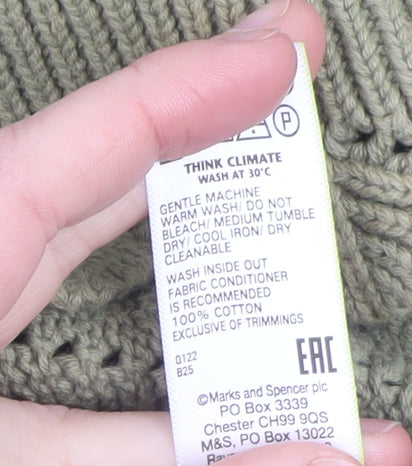 P
THINK CLIMATE
WASH AT 30°C
GENTLE MACHINE
WARM WASH/ DO NOT
BLEACH/ MEDIUM TUMBLE
DRY/ COOL IRON/ DRY
CLEANABLE
WASH INSIDE OUT
FABRIC CONDITIONER
IS RECOMMENDED
100% COTTON
EXCLUSIVE OF TRIMMINGS
Q122
B25
EAC
©Marks and Spencer plc
PO Box 3339
Chester CH99 9QS
M&S, PO Box 13022